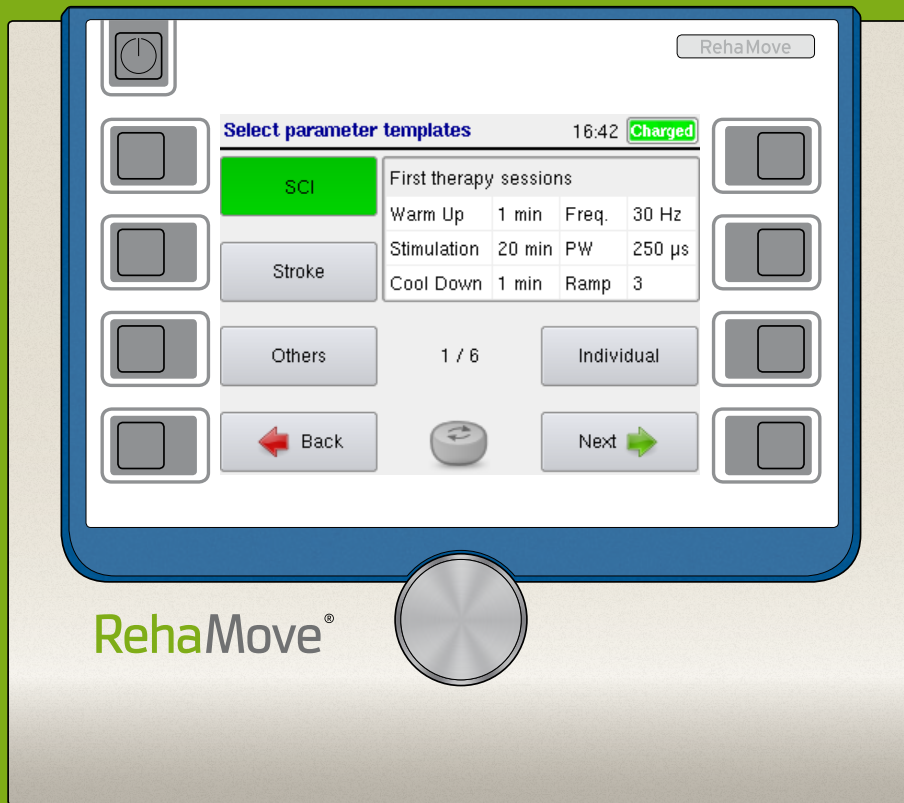 RehaMove
Select parameter templates 16:42 Charged
SCI
First therapy sessions
Warm Up 1 min Freq. 30 Hz
Stimulation 20 min PW 250 µs
Cool Down 1 min Ramp 3
Stroke
Others
1 / 6
Individual
Back
Next
RehaMove®